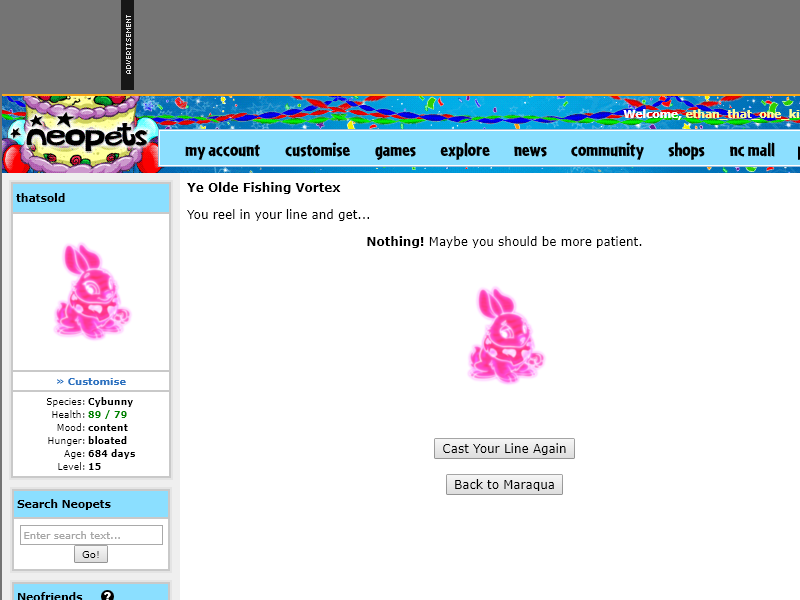 ADVERTISEMENT
neopets
Welcome, ethan_that_one_ki
my account customise games explore news community shops nc mall
thatsold
Ye Olde Fishing Vortex
You reel in your line and get...
Nothing! Maybe you should be more patient.
» Customise
Species: Cybunny
Health: 89 / 79
Mood: content
Hunger: bloated
Age: 684 days
Level: 15
Cast Your Line Again
Back to Maraqua
Search Neopets
Enter search text...
Go!
Neofriends ?